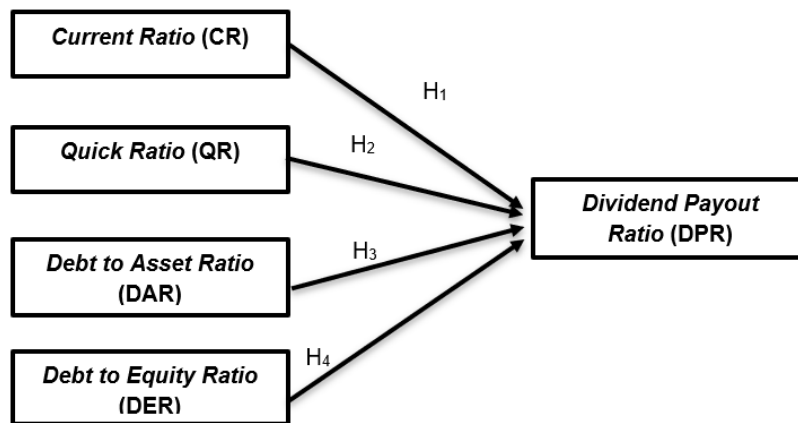 Current Ratio (CR)
H1
Quick Ratio (QR)
H2
Dividend Payout
Ratio (DPR)
Debt to Asset Ratio
(DAR)
H3
Debt to Equity Ratio
(DER)
H4